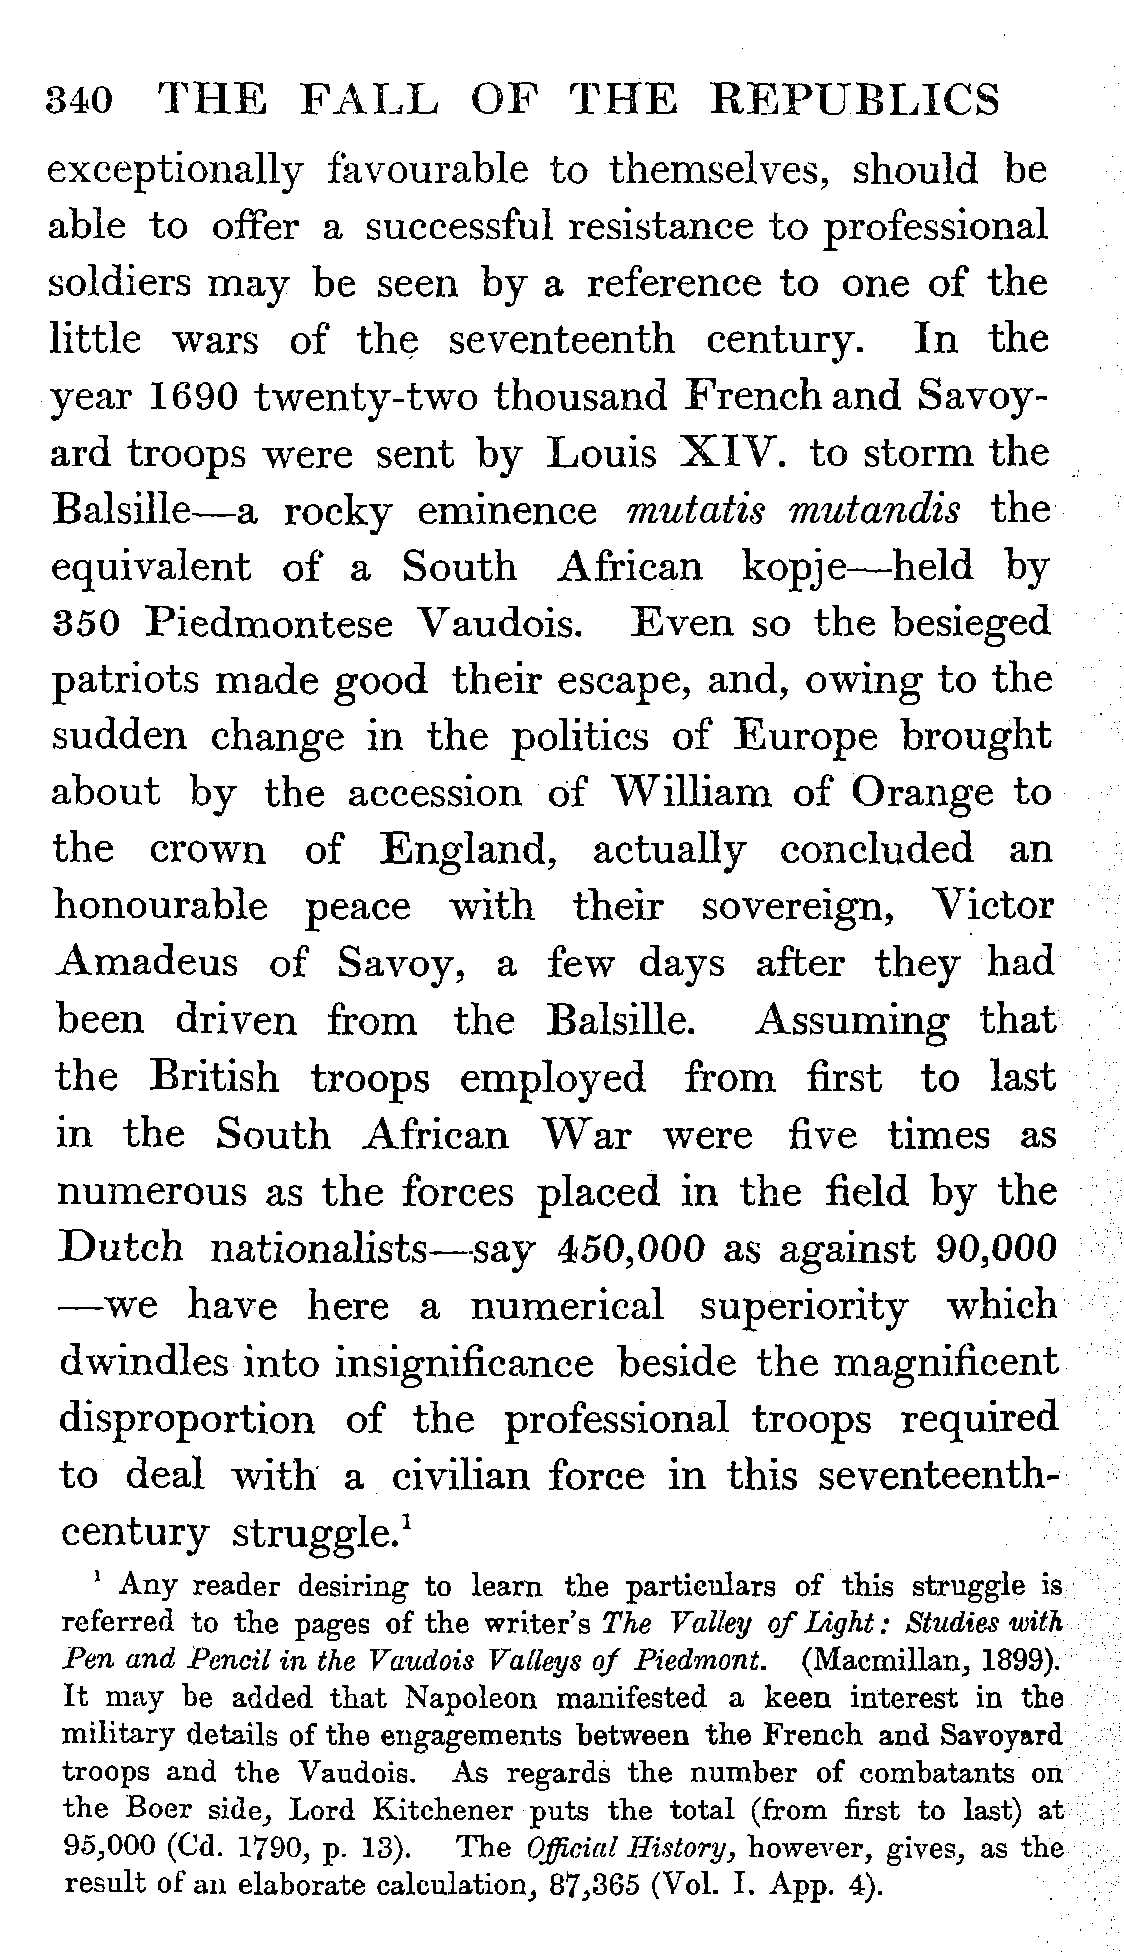 340 THE FALL OF THE REPUBLICS
exceptionally favourable to themselves, should be
able to offer a successful resistance to professional
soldiers may be seen by a reference to one of the
little wars of the seventeenth century. In the
year 1690 twenty-two thousand French and Savoy-
ard troops were sent by Louis XIV. to storm the
Balsille—a rocky eminence mutatis mutandis the
equivalent of a South African kopje—held by
350 Piedmontese Vaudois. Even so the besieged
patriots made good their escape, and, owing to the
sudden change in the politics of Europe brought
about by the accession of William of Orange to
the crown of England, actually concluded an
honourable peace with their sovereign, Victor
Amadeus of Savoy, a few days after they had
been driven from the Balsille. Assuming that
the British troops employed from first to last
in the South African War were five times as
numerous as the forces placed in the field by the
Dutch nationalists—say 450,000 as against 90,000
—we have here a numerical superiority which
dwindles into insignificance beside the magnificent
disproportion of the professional troops required
to deal with a civilian force in this seventeenth-
century struggle.¹
¹ Any reader desiring to learn the particulars of this struggle is
referred to the pages of the writer's The Valley of Light: Studies with
Pen and Pencil in the Vaudois Valleys of Piedmont. (Macmillan, 1899).
It may be added that Napoleon manifested a keen interest in the
military details of the engagements between the French and Savoyard
troops and the Vaudois. As regards the number of combatants on
the Boer side, Lord Kitchener puts the total (from first to last) at
95,000 (Cd. 1790, p. 13). The Official History, however, gives, as the
result of an elaborate calculation, 87,365 (Vol. I. App. 4).